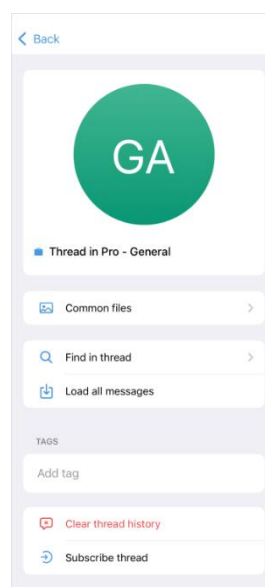 Back
GA
Thread in Pro - General
Common files
Find in thread
Load all messages
TAGS
Add tag
Clear thread history
Subscribe thread